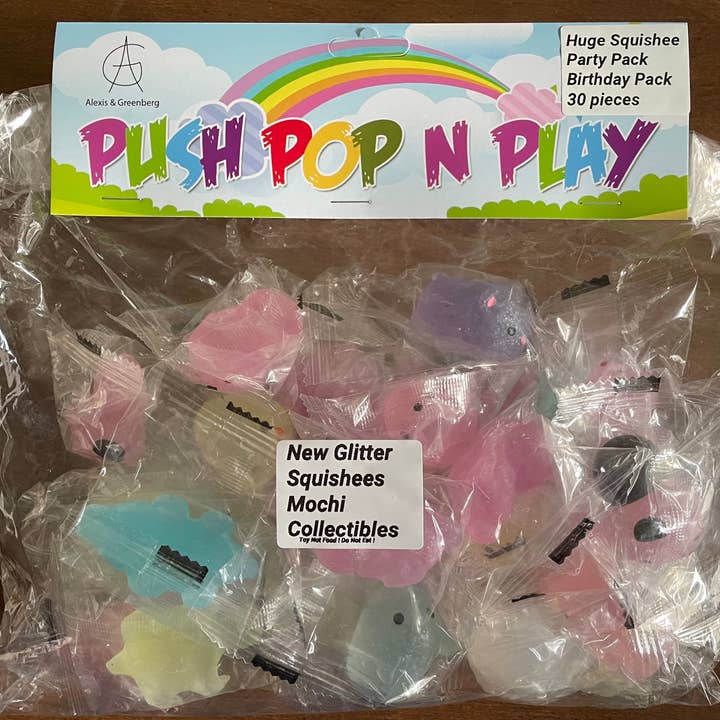 Alexis & Greenberg
Huge Squishee
Party Pack
Birthday Pack
30 pieces
PUSH POP N PLAY
New Glitter
Squishees
Mochi
Collectibles
Toy Not Food ! Do Not Eat !